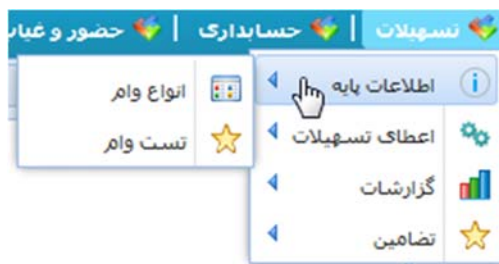 تسهیلات | حسابداری | حضور و غیاب
اطلاعات پایه
اعطای تسهیلات
گزارشات
تضامین
انواع وام
تست وام